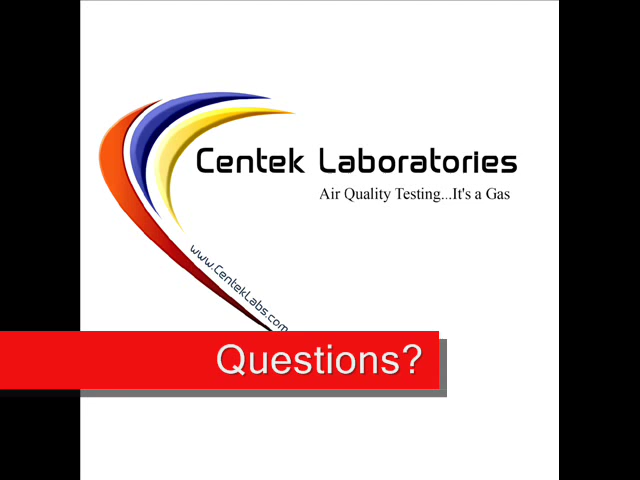 Centek Laboratories
Air Quality Testing...It's a Gas
www.CentekLabs.com
Questions?